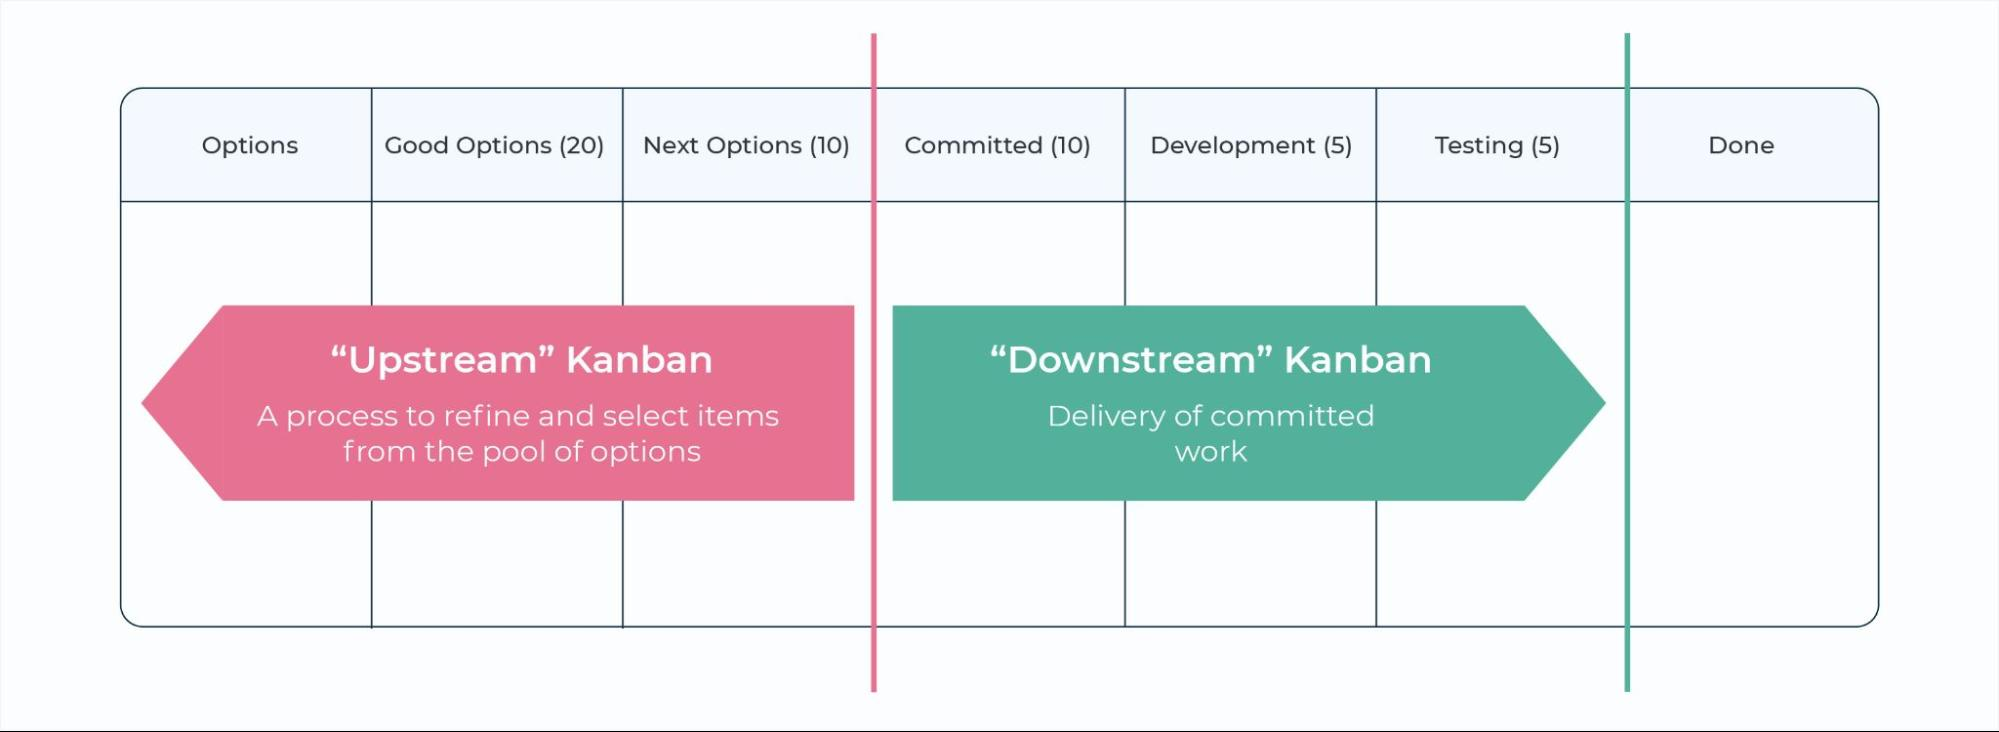 Options
Good Options (20)
Next Options (10)
Committed (10)
Development (5)
Testing (5)
Done
“Upstream” Kanban
A process to refine and select items
from the pool of options
“Downstream” Kanban
Delivery of committed
work